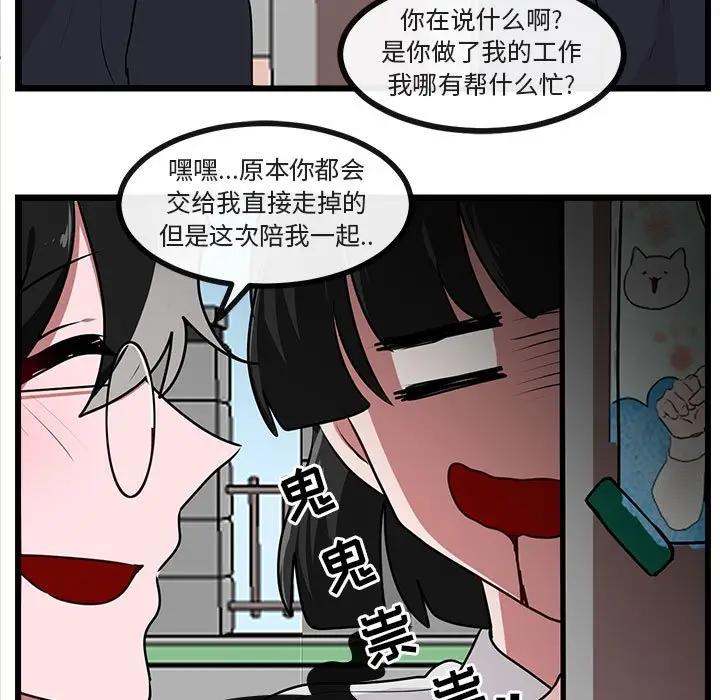 你在说什么啊?
是你做了我的工作
我哪有帮什么忙?
嘿嘿...原本你都会
交给我直接走掉的
但是这次陪我一起..
鬼
鬼
祟
祟